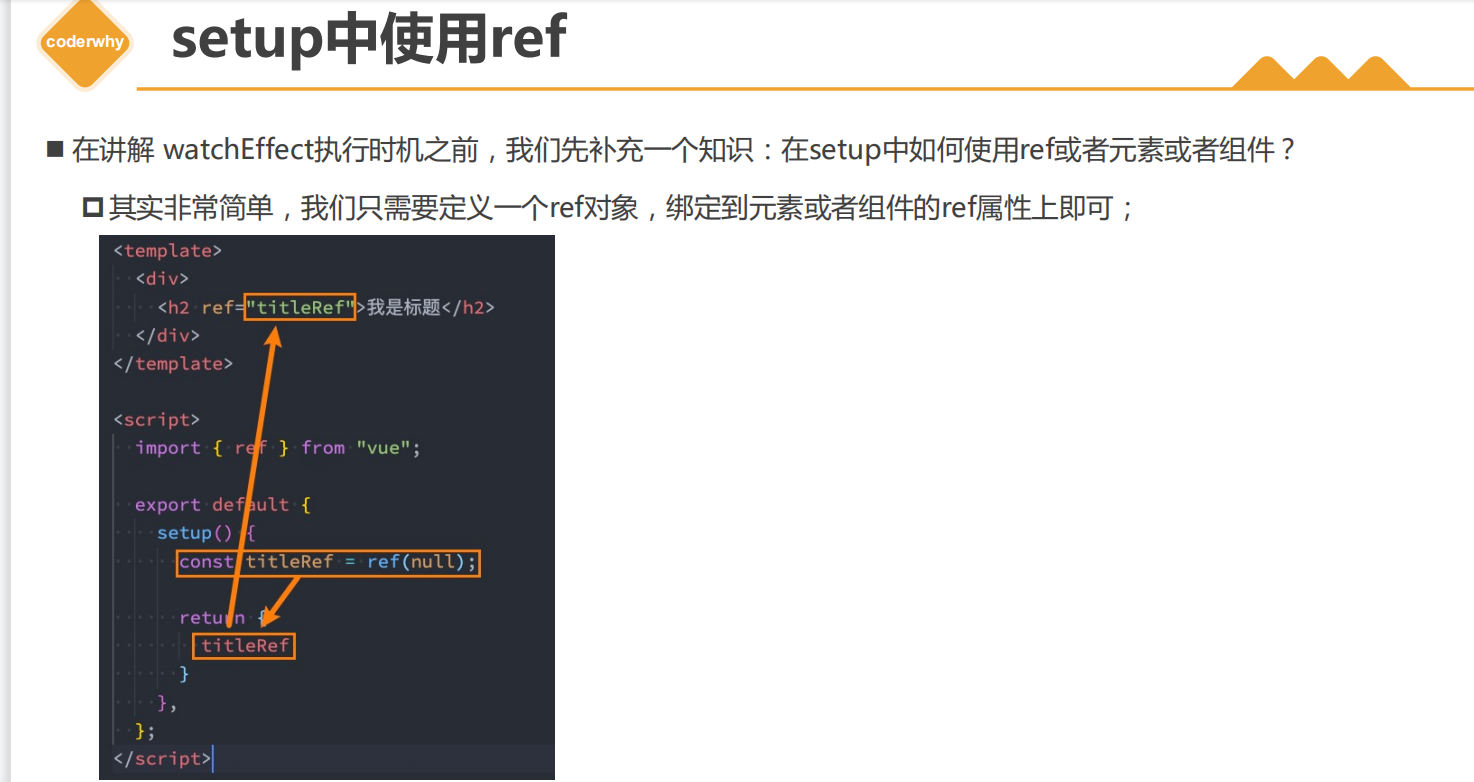 coderwhy
setup中使用ref
在讲解 watchEffect执行时机之前，我们先补充一个知识：在setup中如何使用ref或者元素或者组件？
其实非常简单，我们只需要定义一个ref对象，绑定到元素或者组件的ref属性上即可；
<template>
<div>
<h2 ref="titleRef">我是标题</h2>
</div>
</template>
<script>
import { ref } from "vue";
export default {
setup() {
const titleRef = ref(null);
return {
titleRef
}
},
};
</script>